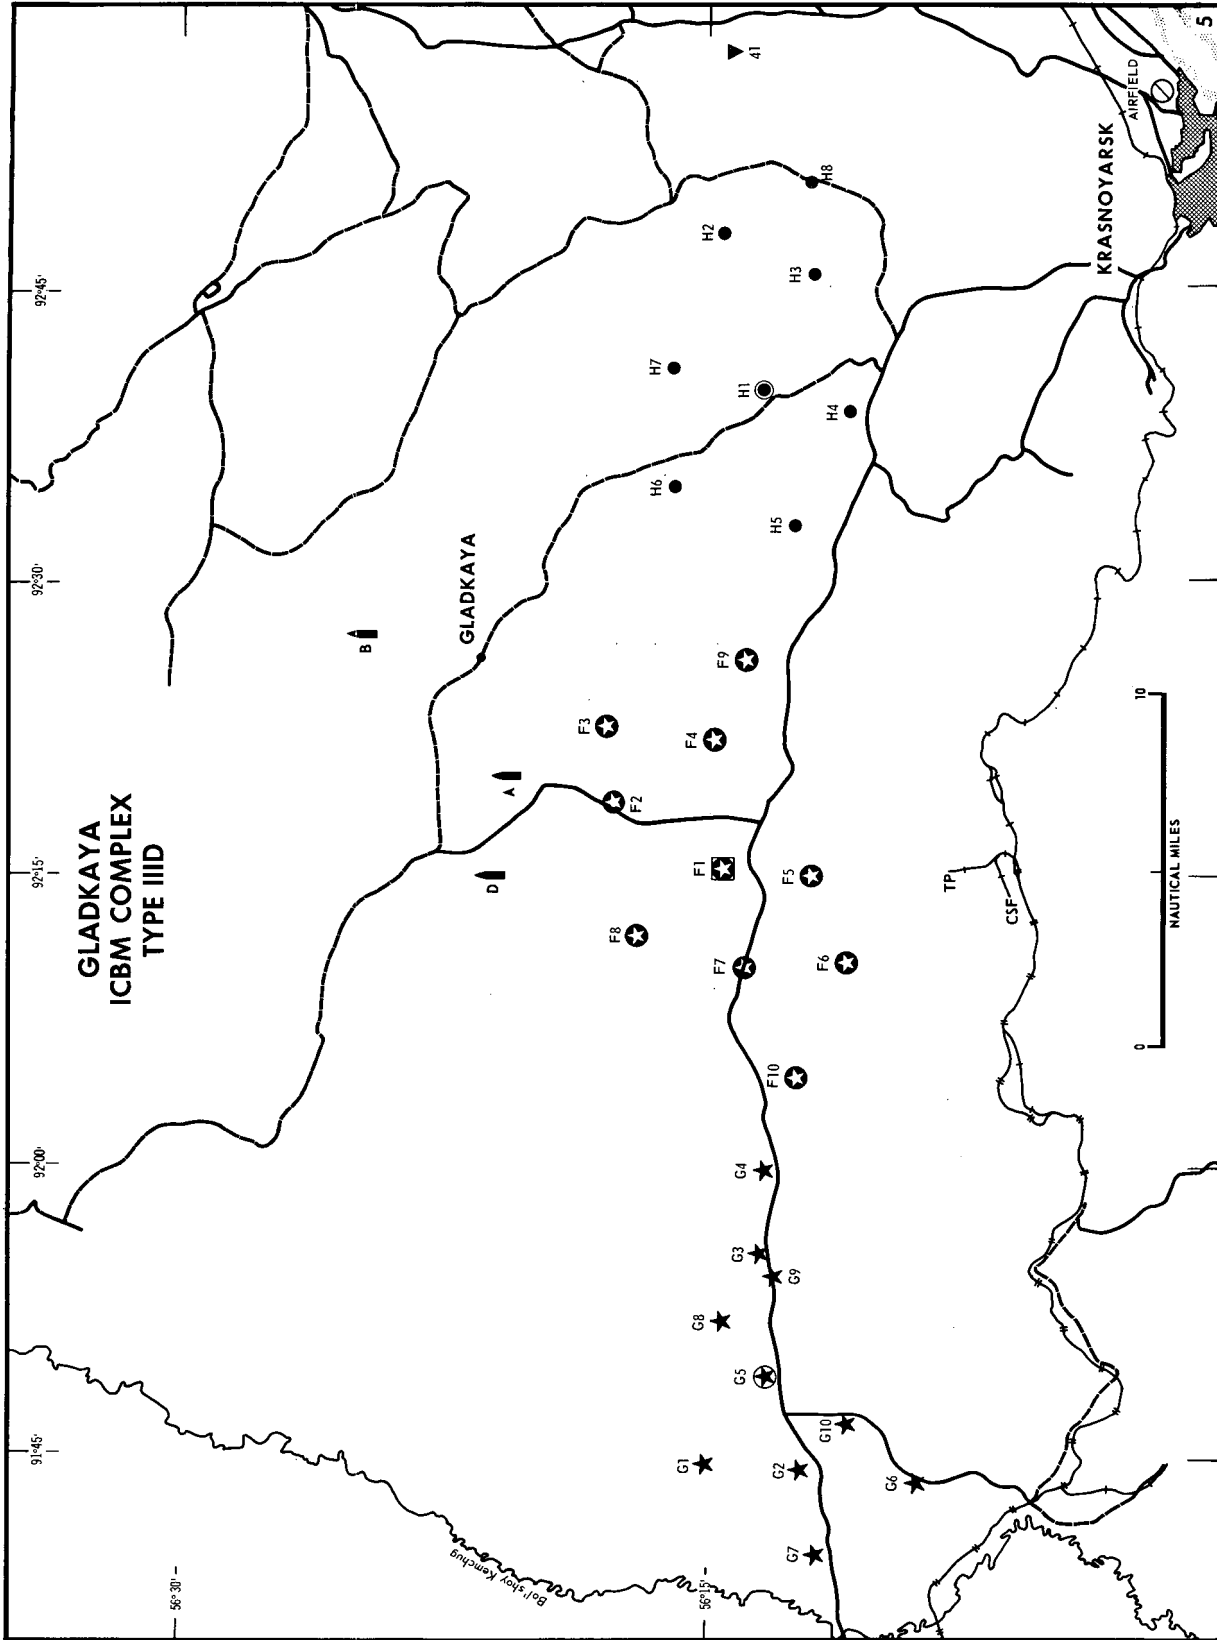 GLADKAYA
ICBM COMPLEX
TYPE IIID
91°45'
92°00'
92°15'
92°30'
92°45'
56° 30'
56°15'
Bol'shoy Kemchug
D
A
B
GLADKAYA
G1
G2
G3
G4
G5
G6
G7
G8
G9
G10
F1
F2
F3
F4
F5
F6
F7
F8
F9
F10
H1
H2
H3
H4
H5
H6
H7
H8
41
TP
CSF
KRASNOYARSK
AIRFIELD
0
10
NAUTICAL MILES
5